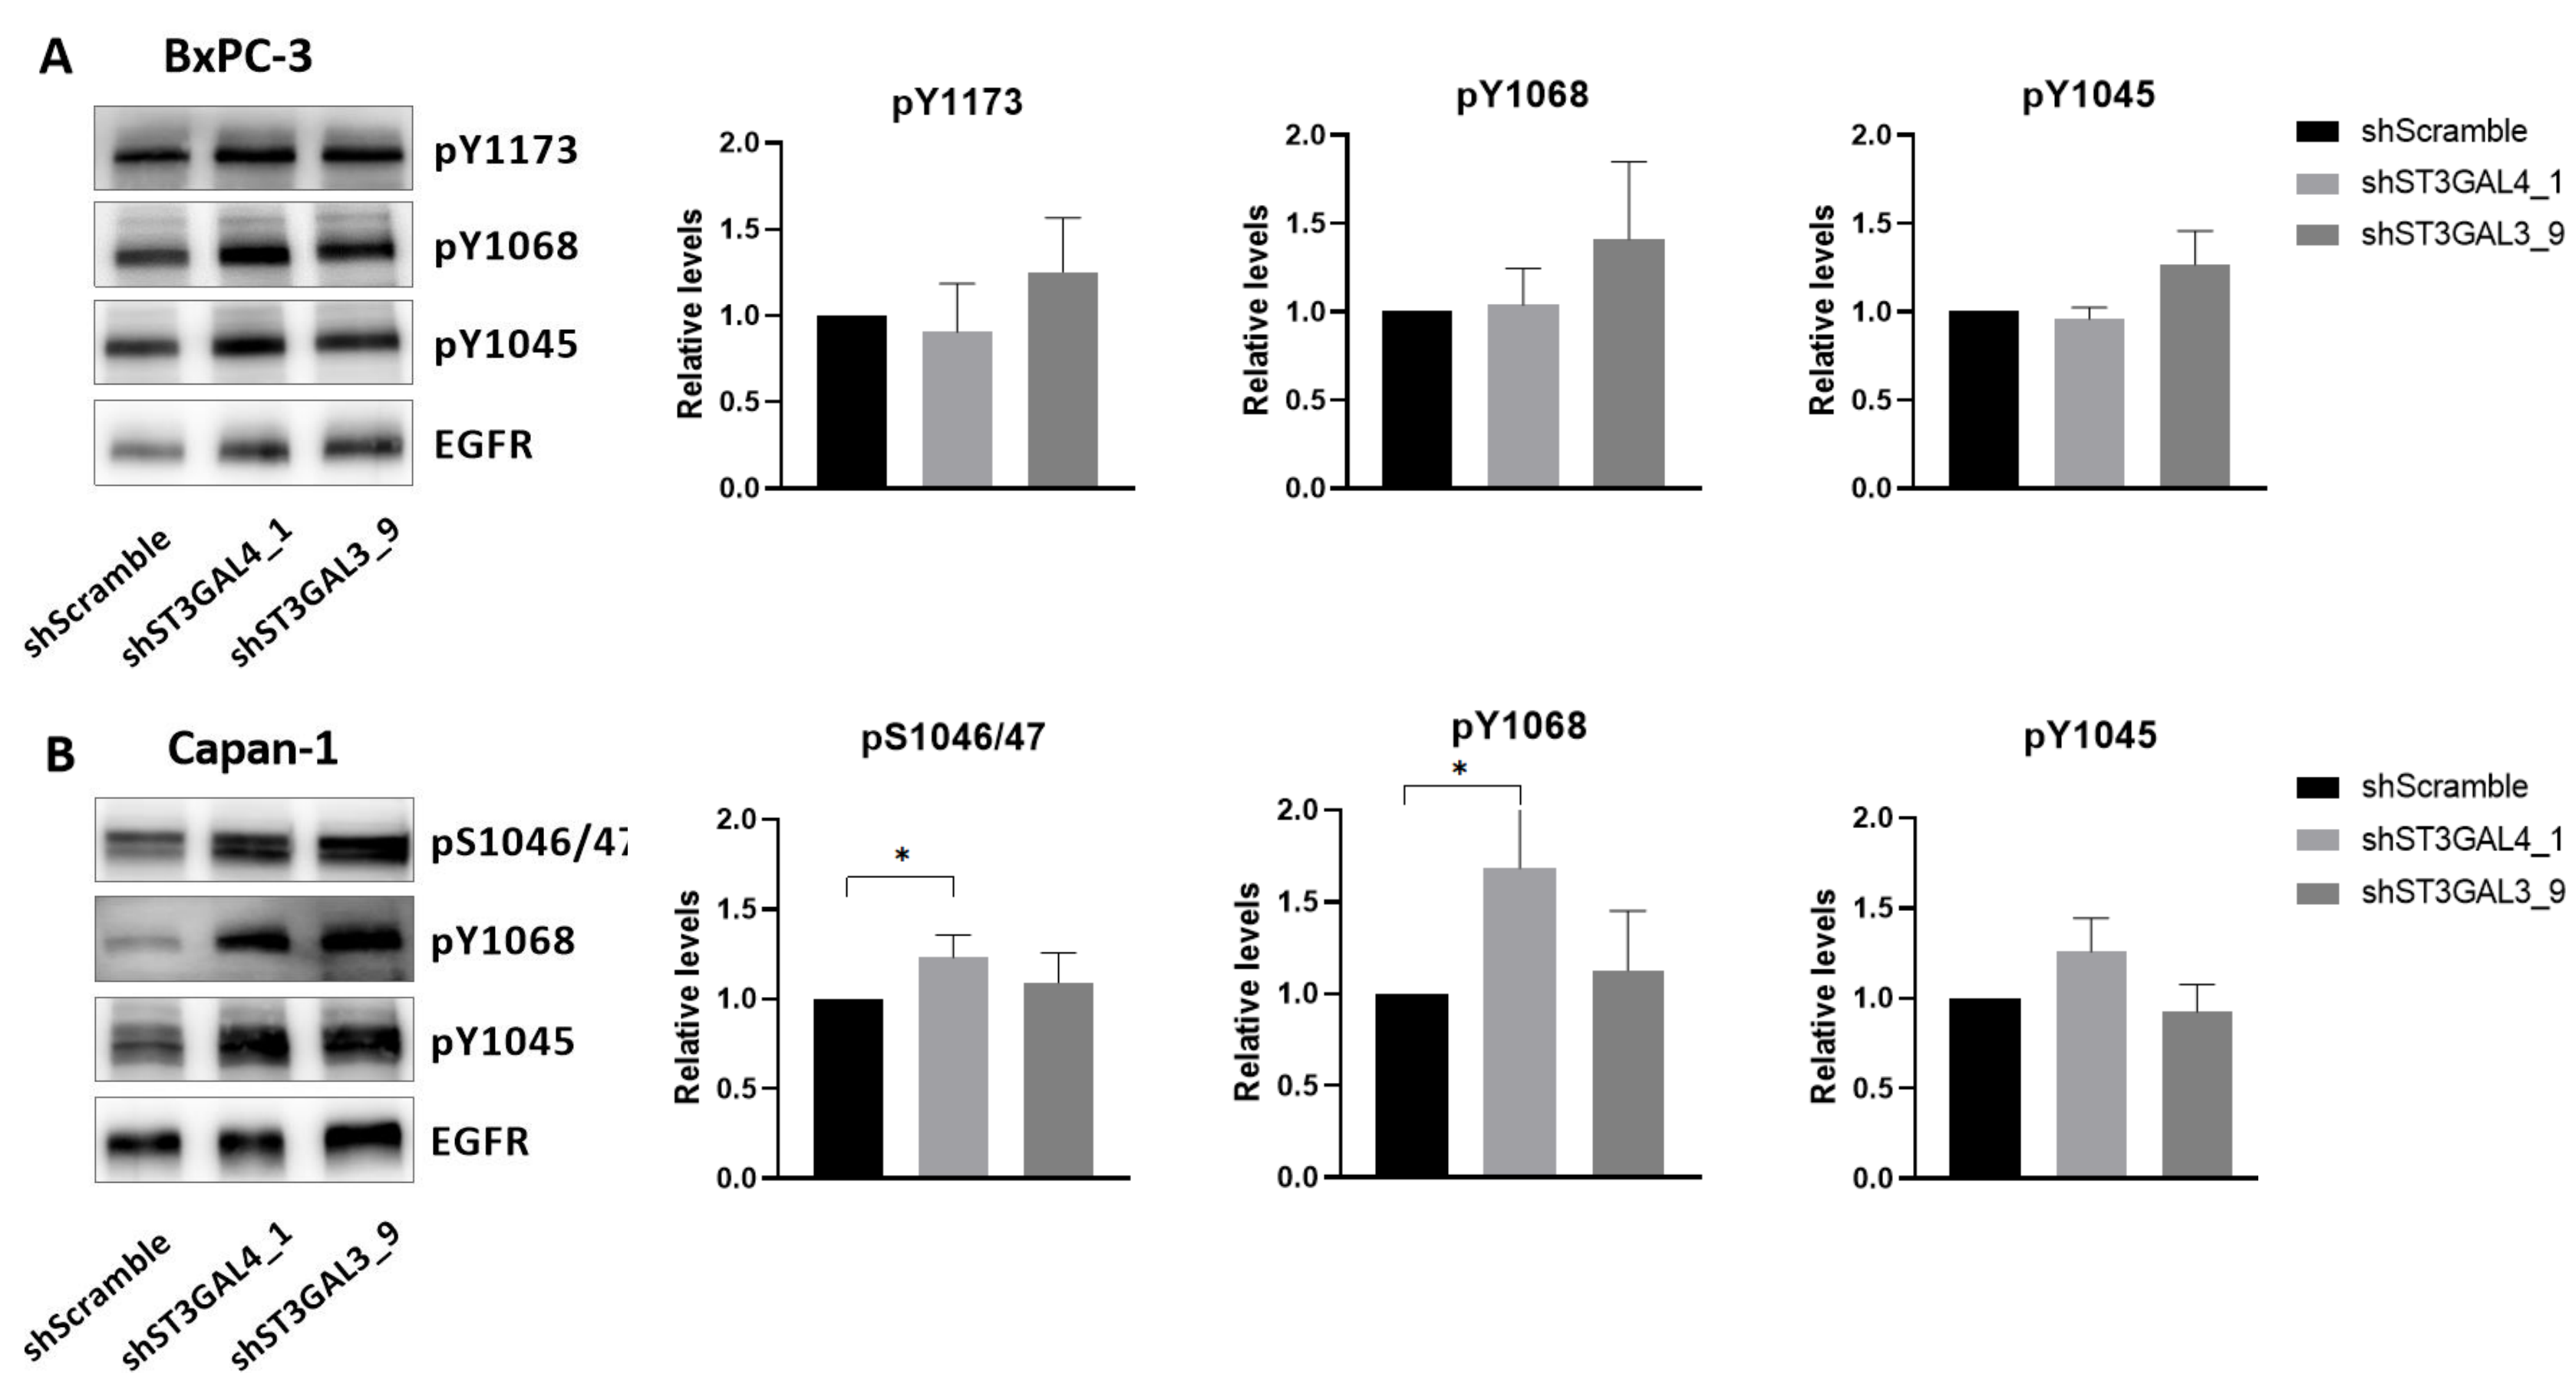 A
BxPC-3
pY1173
pY1068
pY1045
EGFR
shScramble
shST3GAL4_1
shST3GAL3_9
pY1173
Relative levels
2.0
1.5
1.0
0.5
0.0
pY1068
Relative levels
2.0
1.5
1.0
0.5
0.0
pY1045
Relative levels
2.0
1.5
1.0
0.5
0.0
shScramble
shST3GAL4_1
shST3GAL3_9
B
Capan-1
pS1046/47
pY1068
pY1045
EGFR
shScramble
shST3GAL4_1
shST3GAL3_9
pS1046/47
*
Relative levels
2.0
1.5
1.0
0.5
0.0
pY1068
*
Relative levels
2.0
1.5
1.0
0.5
0.0
pY1045
Relative levels
2.0
1.5
1.0
0.5
0.0
shScramble
shST3GAL4_1
shST3GAL3_9